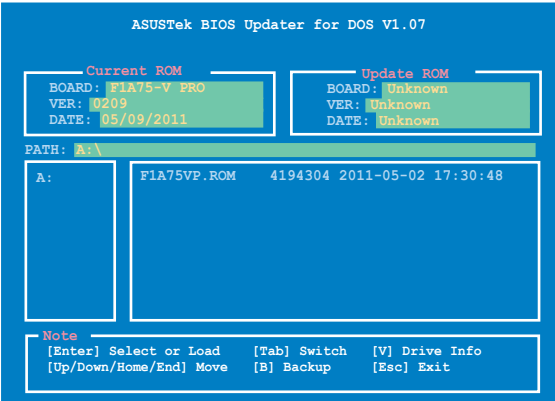 ASUSTek BIOS Updater for DOS V1.07
Current ROM
BOARD: F1A75-V PRO
VER: 0209
DATE: 05/09/2011
Update ROM
BOARD: Unknown
VER: Unknown
DATE: Unknown
PATH: A:\
A:
F1A75VP.ROM 4194304 2011-05-02 17:30:48
Note
[Enter] Select or Load [Tab] Switch [V] Drive Info
[Up/Down/Home/End] Move [B] Backup [Esc] Exit